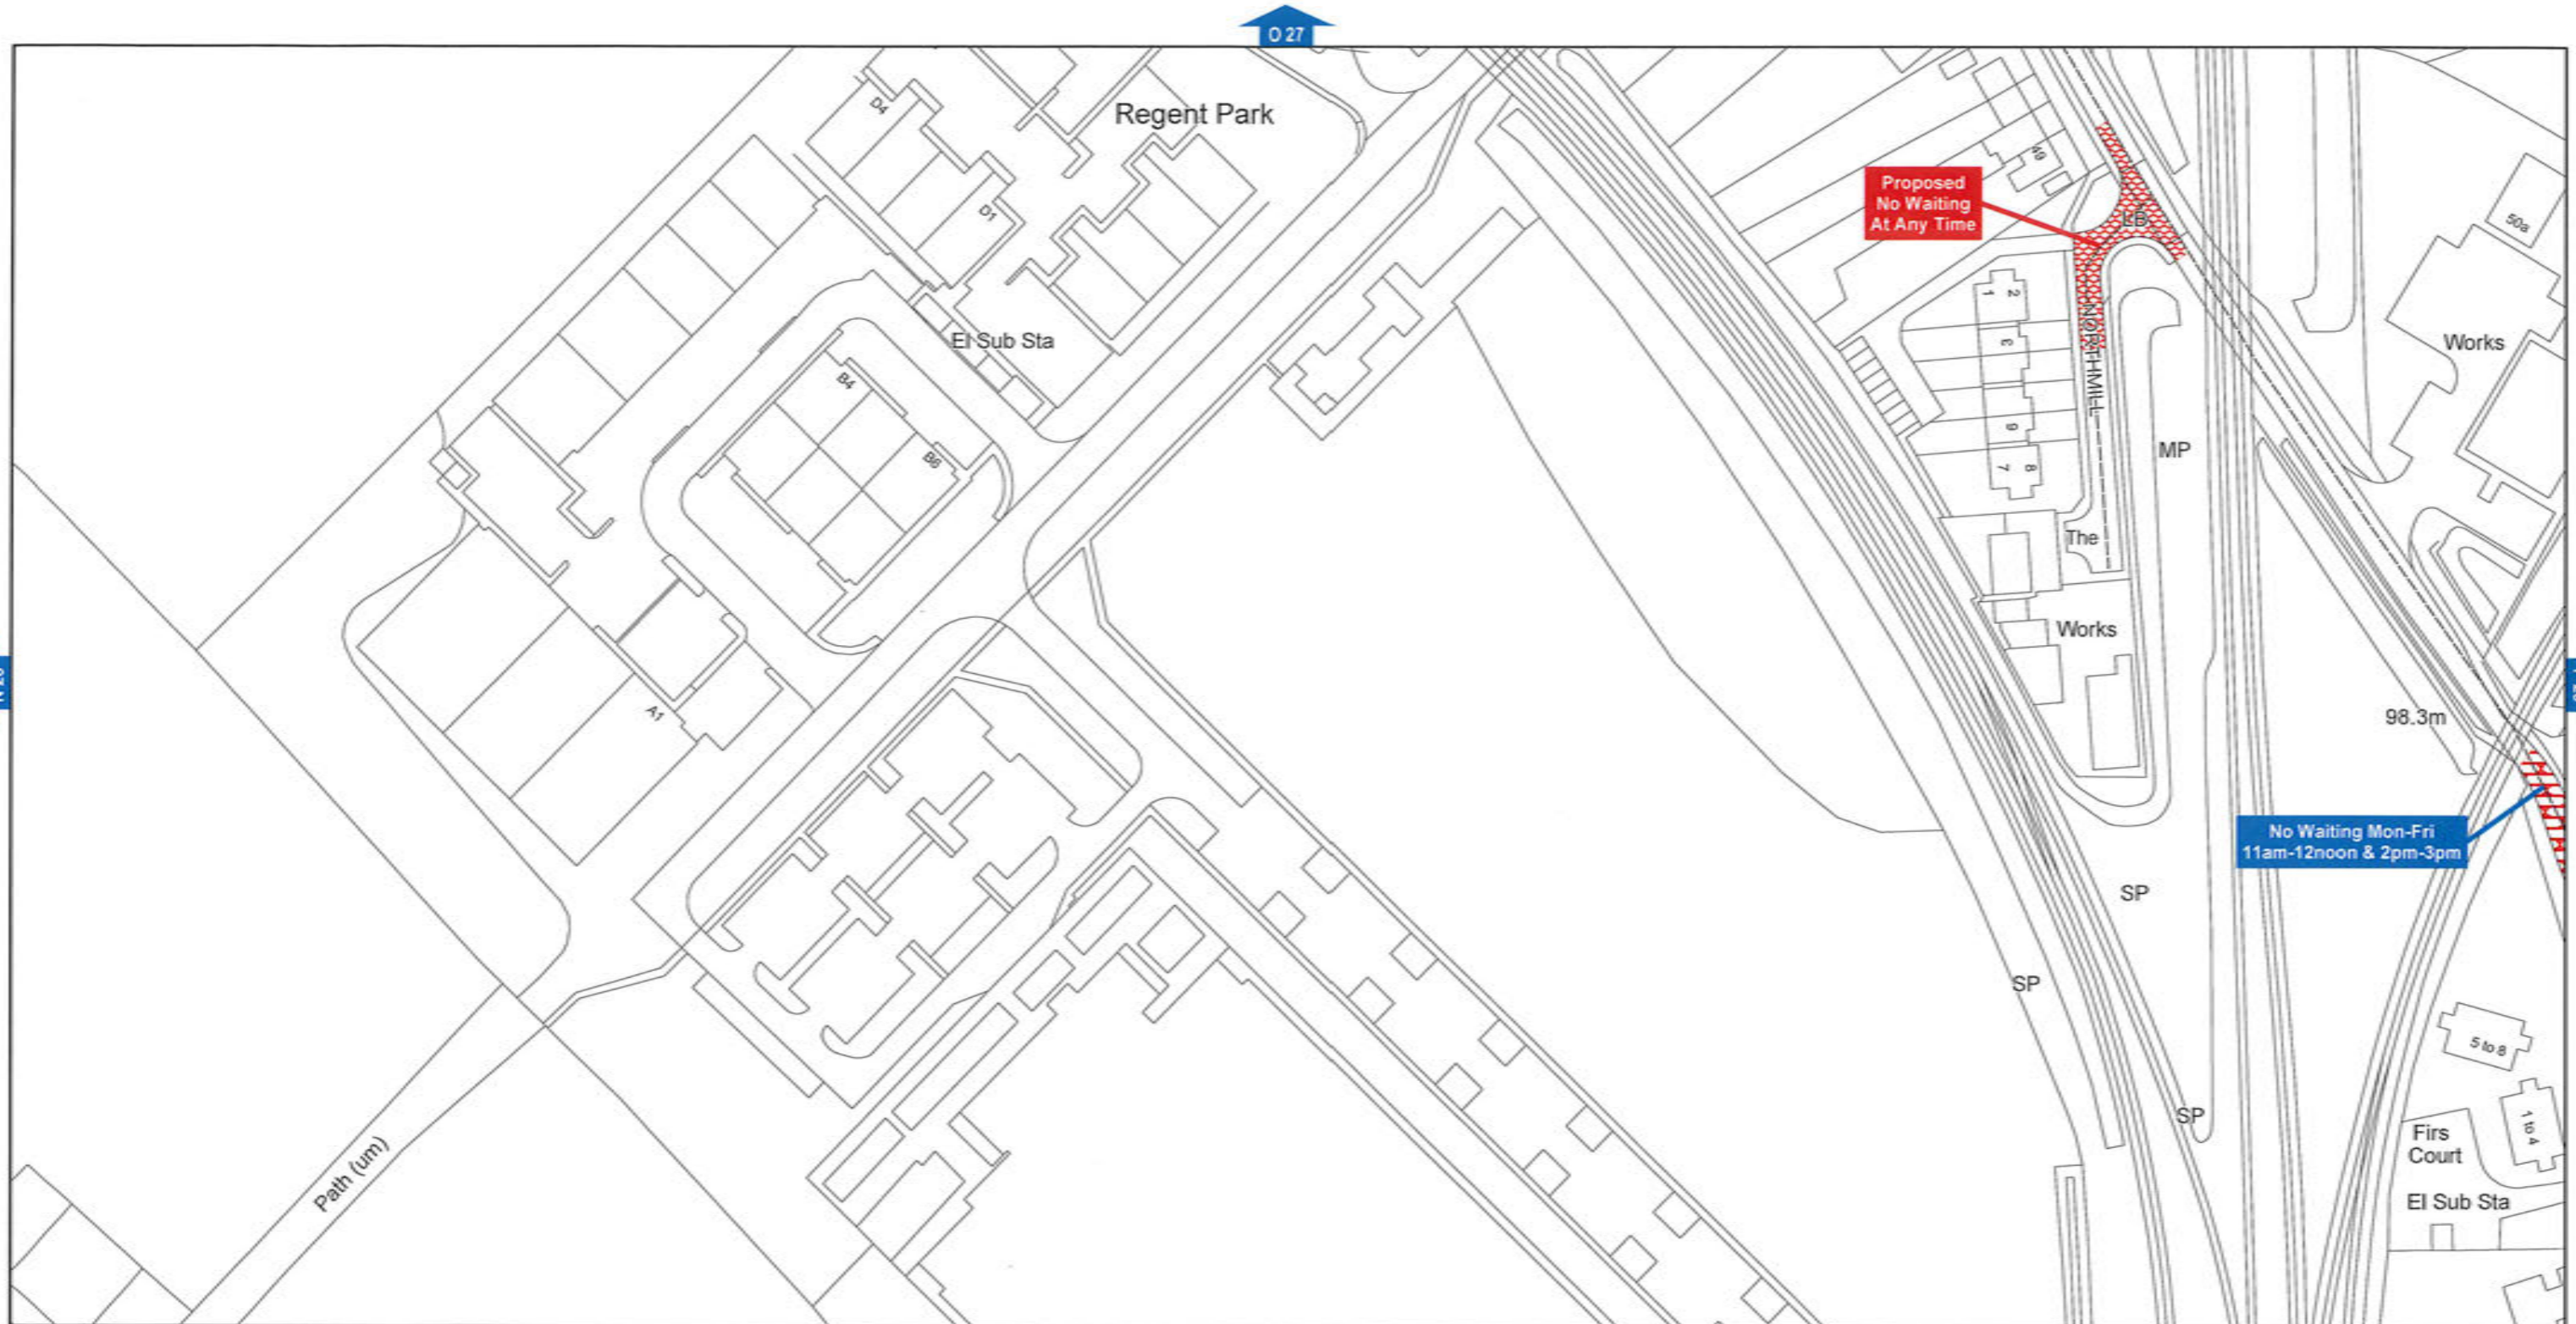 O 27
D4
Regent Park
49
Proposed
No Waiting
At Any Time
LB
D1
50a
1
2
El Sub Sta
3
NORTHMILL
Works
B4
6
B6
7
8
MP
The
Works
A1
98.3m
No Waiting Mon-Fri
11am-12noon & 2pm-3pm
SP
SP
5 to 8
SP
1 to 4
Firs
Court
Path (um)
El Sub Sta